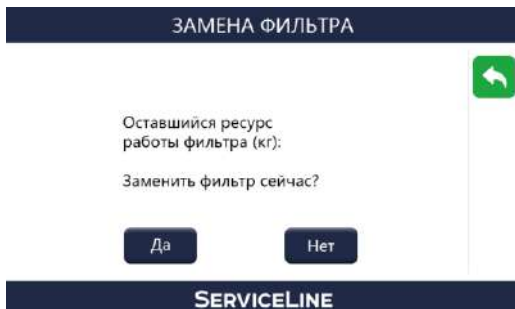 ЗАМЕНА ФИЛЬТРА
Оставшийся ресурс
работы фильтра (кг):
Заменить фильтр сейчас?
Да Нет
SERVICELINE